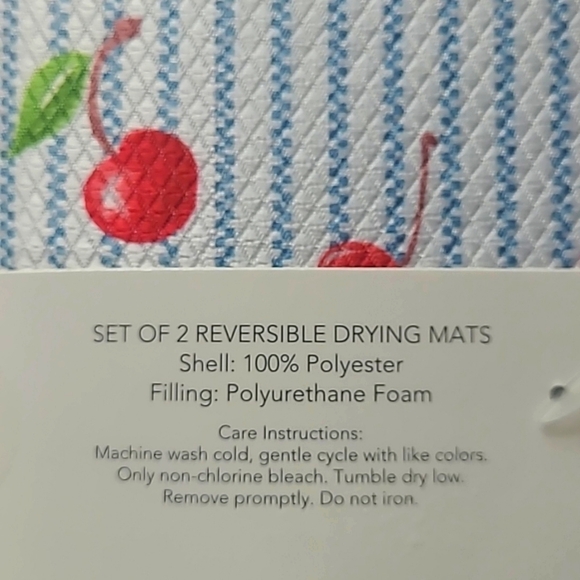 SET OF 2 REVERSIBLE DRYING MATS
Shell: 100% Polyester
Filling: Polyurethane Foam
Care Instructions:
Machine wash cold, gentle cycle with like colors.
Only non-chlorine bleach. Tumble dry low.
Remove promptly. Do not iron.